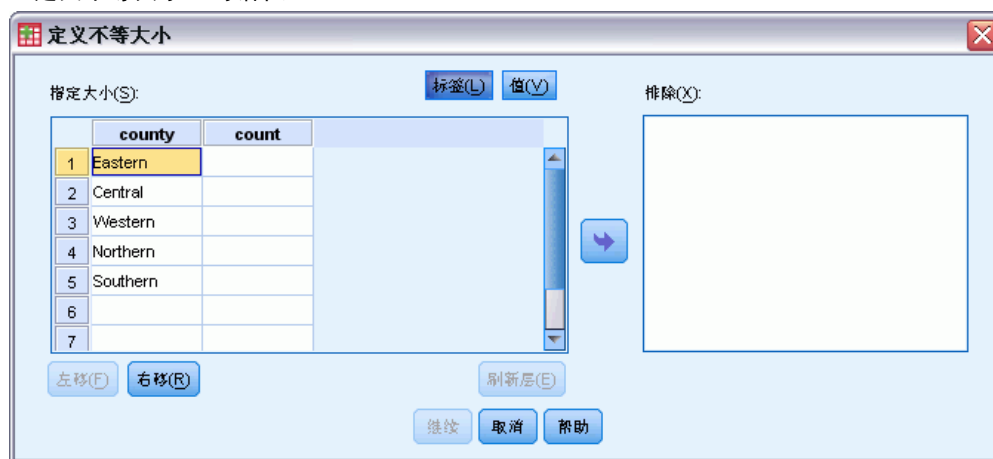 定义不等大小
指定大小(S):
标签(L) 值(V)
排除(X):
county count
1 Eastern
2 Central
3 Western
4 Northern
5 Southern
6
7
左移(F) 右移(R) 刷新层(E)
继续 取消 帮助